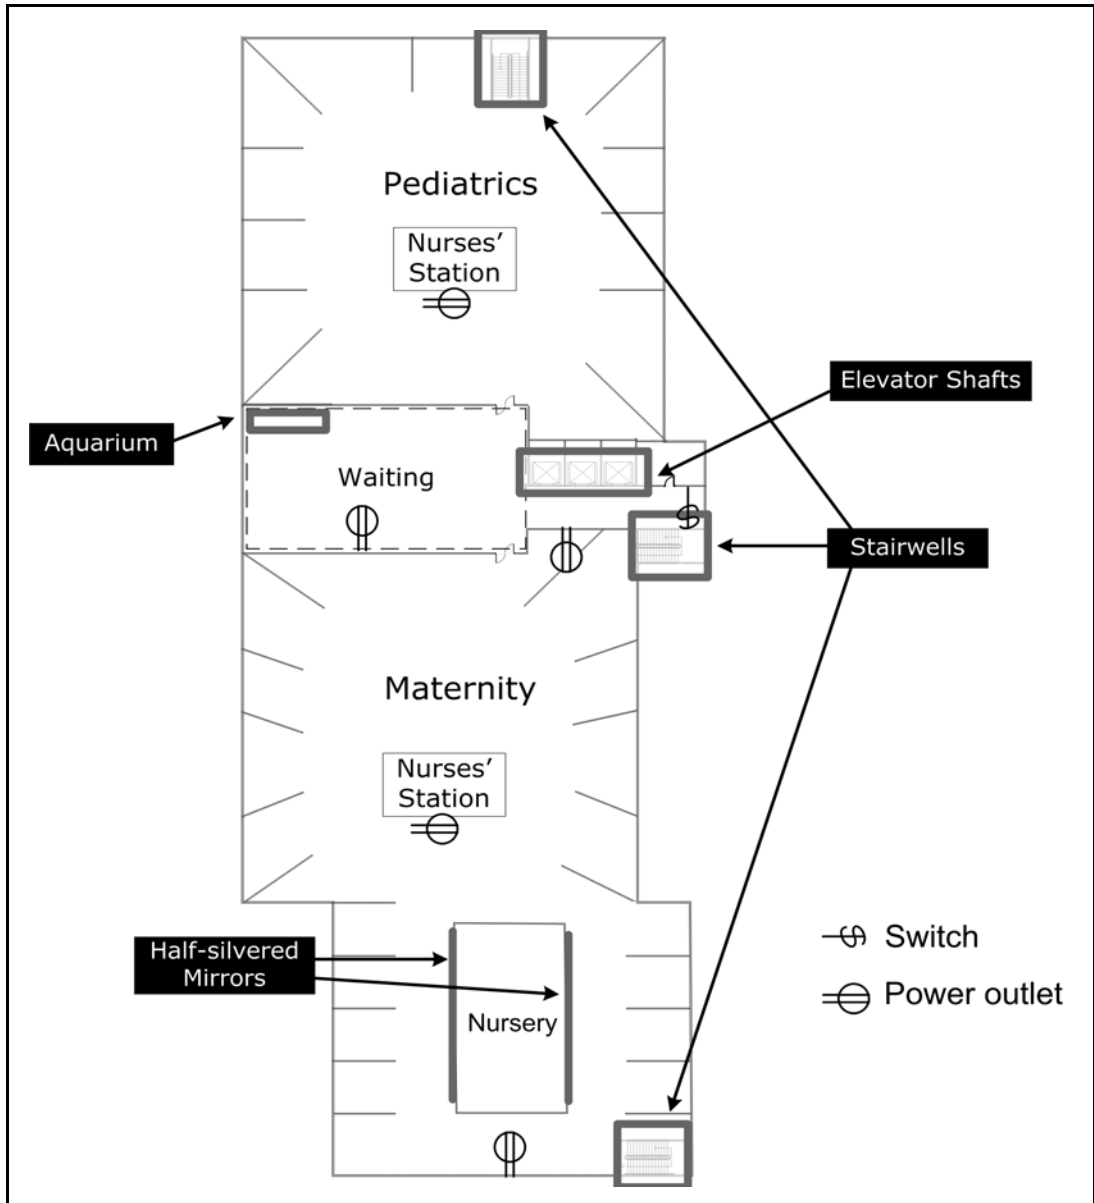 Pediatrics
Nurses’
Station
Elevator Shafts
Aquarium
Waiting
Stairwells
Maternity
Nurses’
Station
Half-silvered
Mirrors
Switch
Power outlet
Nursery